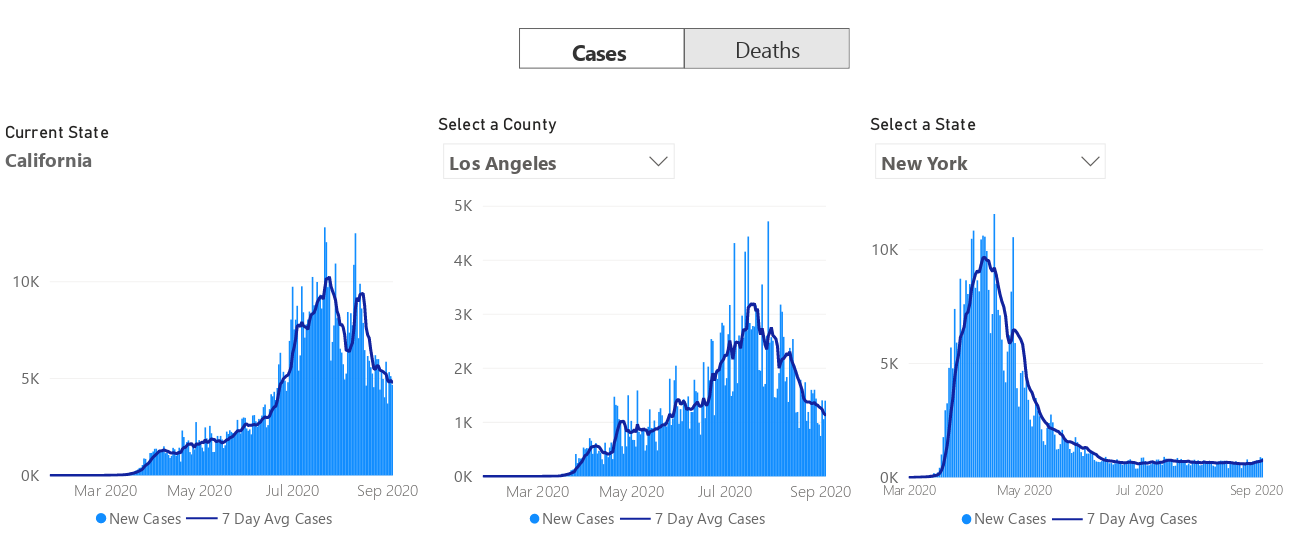 Cases Deaths
Current State
California
Select a County
Los Angeles
Select a State
New York
10K
5K
0K
Mar 2020 May 2020 Jul 2020 Sep 2020
New Cases 7 Day Avg Cases
5K
4K
3K
2K
1K
0K
Mar 2020 May 2020 Jul 2020 Sep 2020
New Cases 7 Day Avg Cases
10K
5K
0K
Mar 2020 May 2020 Jul 2020 Sep 2020
New Cases 7 Day Avg Cases